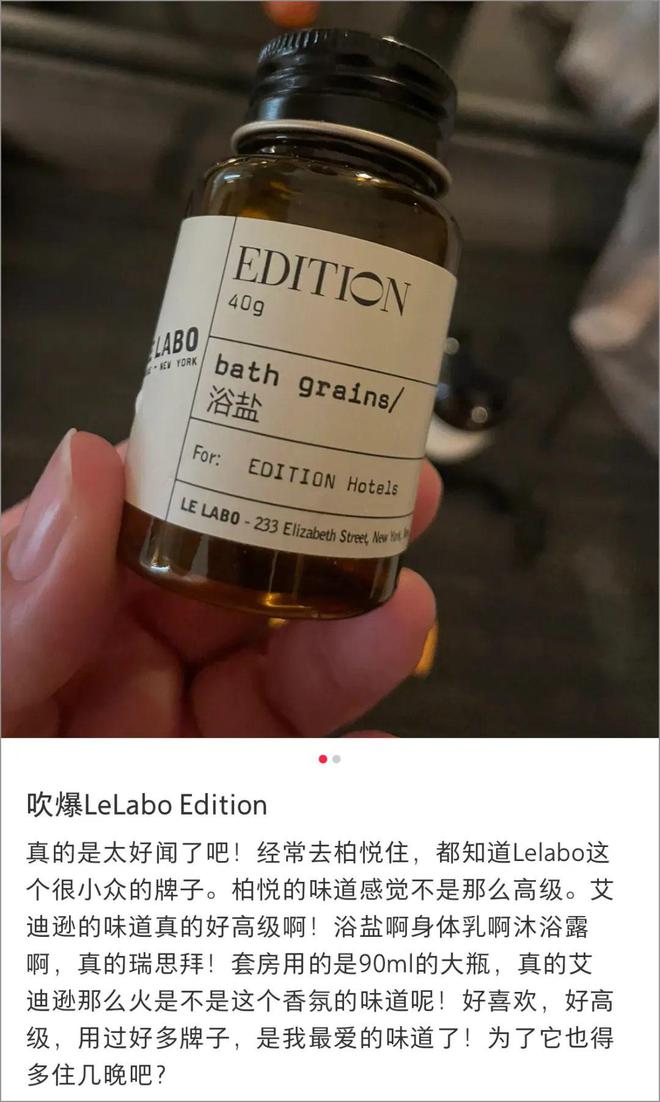 EDITION
40g
LABO
NEW YORK
bath grains/
浴盐
For: EDITION Hotels
LE LABO - 233 Elizabeth Street, New York,
吹爆LeLabo Edition
真的是太好闻了吧！经常去柏悦住，都知道Lelabo这
个很小众的牌子。柏悦的味道感觉不是那么高级。艾
迪逊的味道真的好高级啊！浴盐啊身体乳啊沐浴露
啊，真的瑞思拜！套房用的是90ml的大瓶，真的艾
迪逊那么火是不是这个香氛的味道呢！好喜欢，好高
级，用过好多牌子，是我最爱的味道了！为了它也得
多住几晚吧？